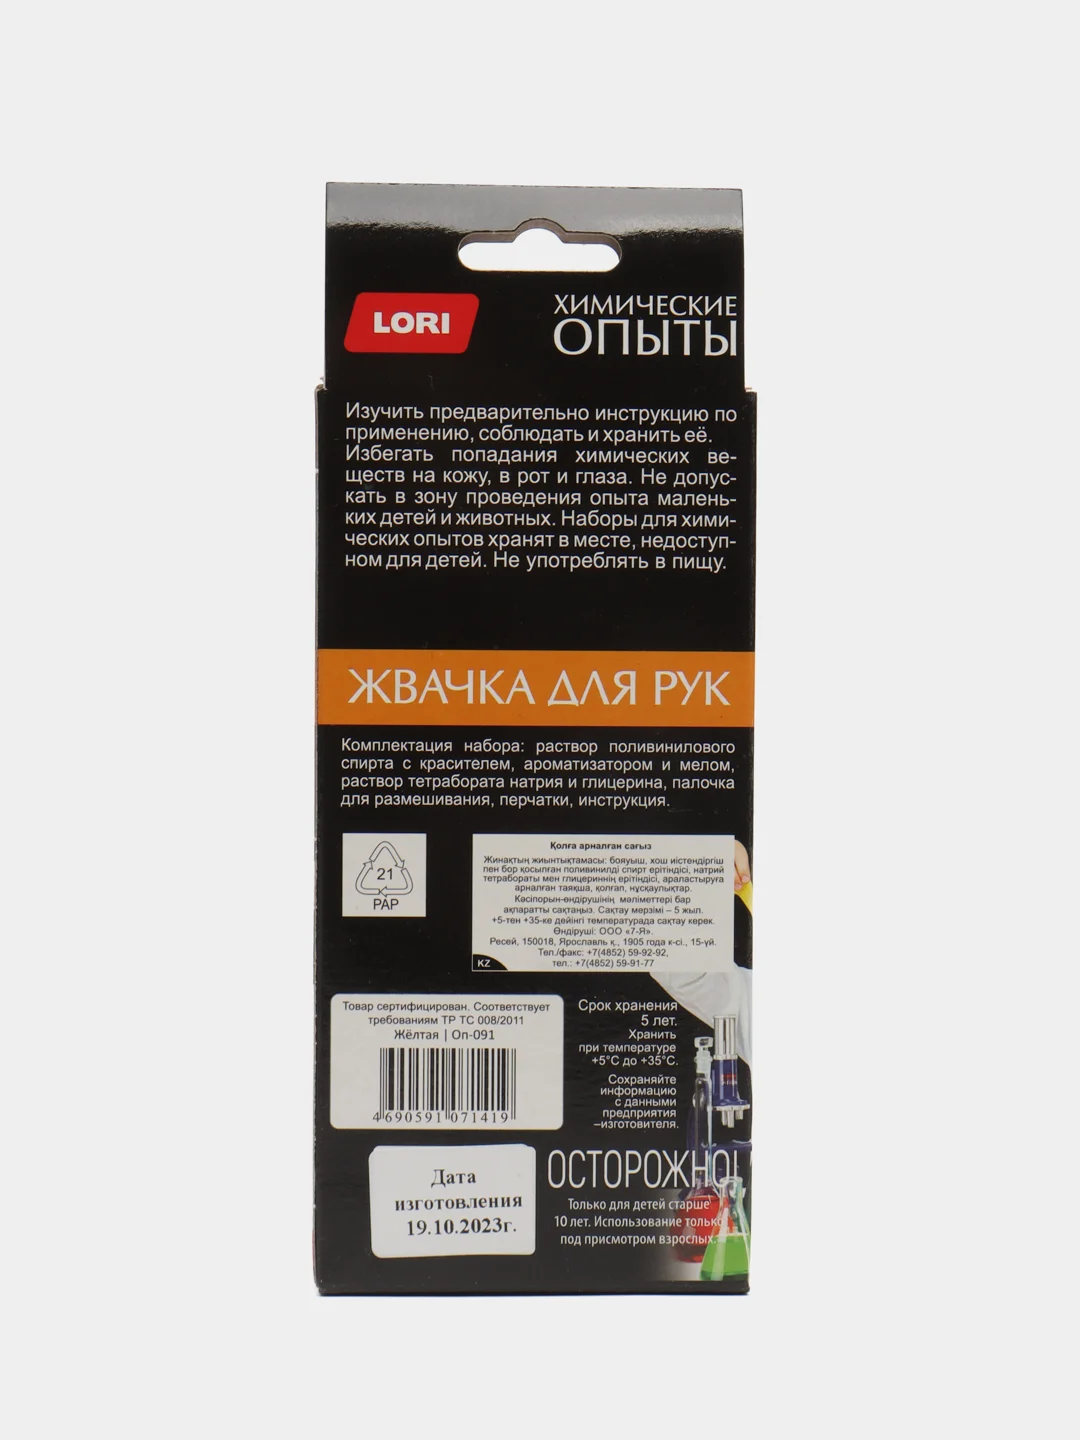 LORI
ХИМИЧЕСКИЕ
ОПЫТЫ
Изучить предварительно инструкцию по
применению, соблюдать и хранить её.
Избегать попадания химических ве-
ществ на кожу, в рот и глаза. Не допус-
кать в зону проведения опыта малень-
ких детей и животных. Наборы для хими-
ческих опытов хранят в месте, недоступ-
ном для детей. Не употреблять в пищу.
ЖВАЧКА ДЛЯ РУК
Комплектация набора: раствор поливинилового
спирта с красителем, ароматизатором и мелом,
раствор тетрабората натрия и глицерина, палочка
для размешивания, перчатки, инструкция.
21
PAP
Қолға арналған сағыз
Жинақтың жиынтықтамасы: бояуыш, хош иістендіргіш
пен бор қосылған поливинилді спирт ерітіндісі, натрий
тетрабораты мен глицериннің ерітіндісі, араластыруға
арналған таяқша, қолғап, нұсқаулықтар.
Кәсіпорын-өндірушінің мәліметтері бар
ақпаратты сақтаңыз. Сақтау мерзімі – 5 жыл.
+5-тен +35-ке дейінгі температурада сақтау керек.
Өндіруші: ООО «7-Я».
Ресей, 150018, Ярославль қ., 1905 года к-сі., 15-үй.
Тел./факс: +7(4852) 59-92-92,
тел.: +7(4852) 59-91-77
KZ
Товар сертифицирован. Соответствует
требованиям ТР ТС 008/2011
Жёлтая | Оп-091
4690591071419
Срок хранения
5 лет.
Хранить
при температуре
+5°С до +35°С.
Сохраняйте
информацию
с данными
предприятия
–изготовителя.
Дата
изготовления
19.10.2023г.
ОСТОРОЖНО!
Только для детей старше
10 лет. Использование только
под присмотром взрослых.